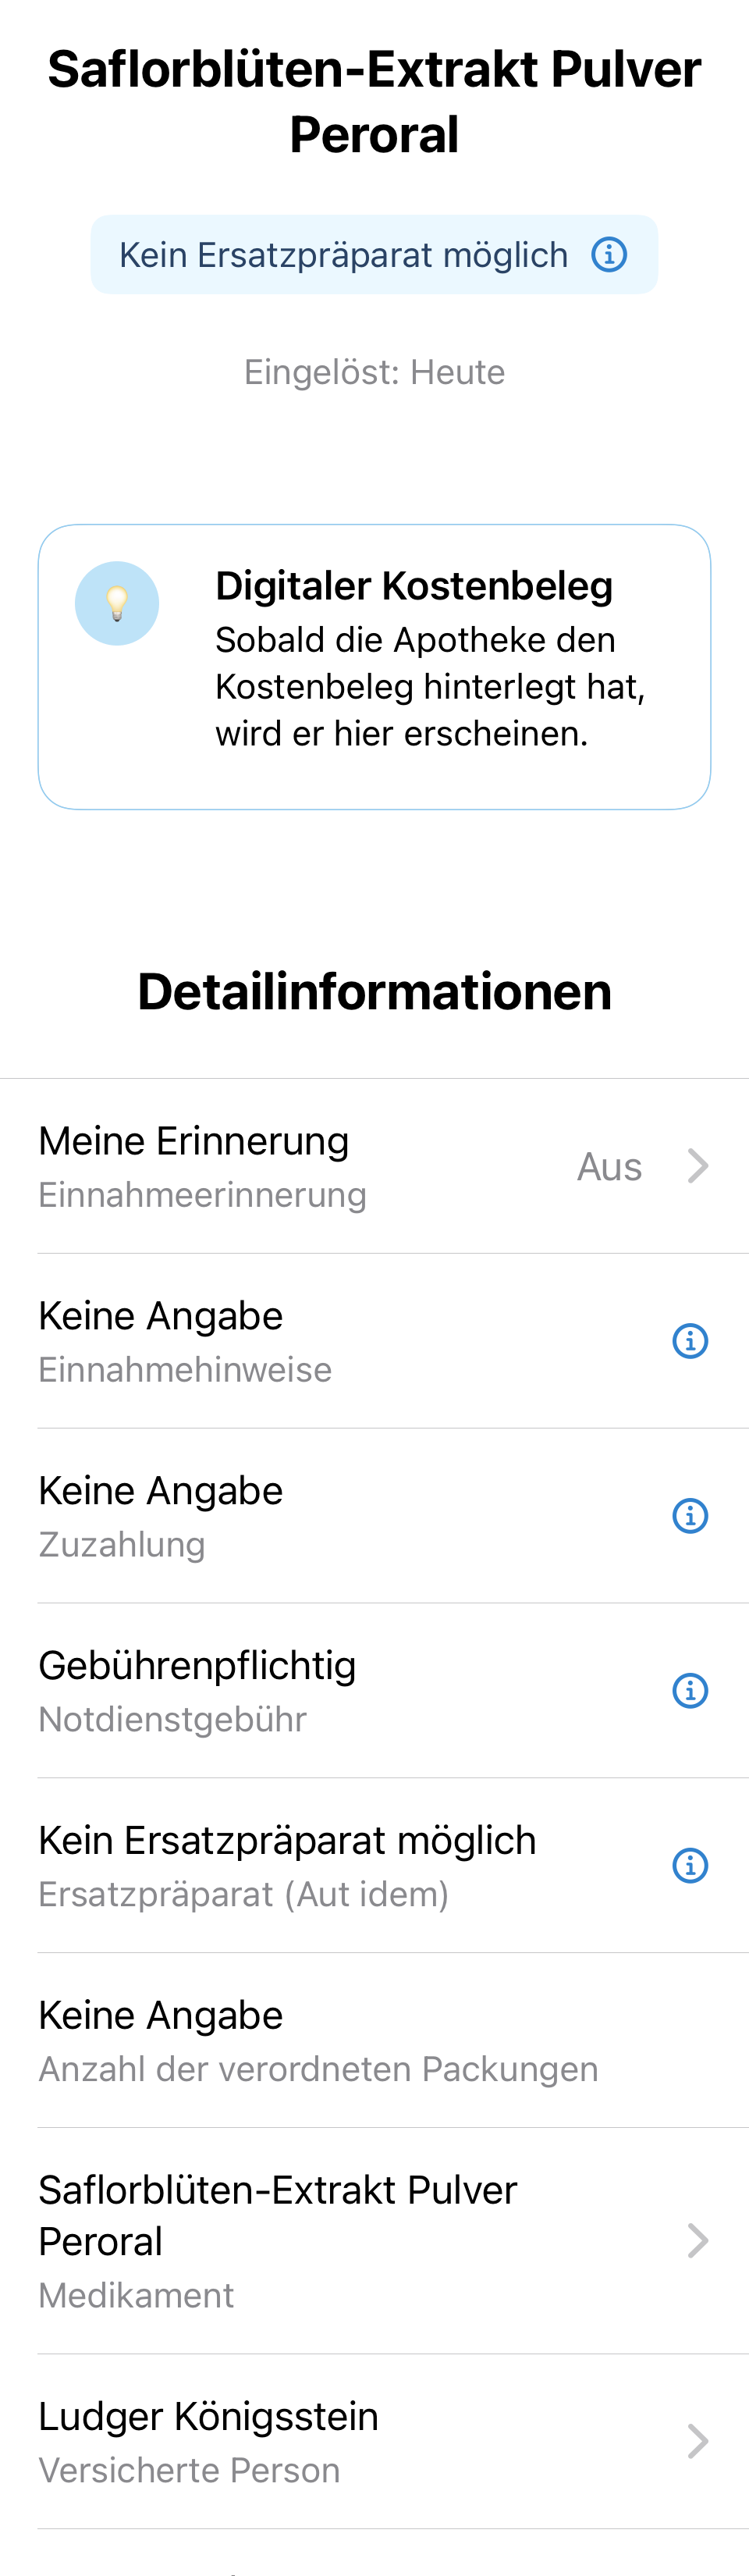 Saflorblüten-Extrakt Pulver
Peroral
Kein Ersatzpräparat möglich
Eingelöst: Heute
Digitaler Kostenbeleg
Sobald die Apotheke den
Kostenbeleg hinterlegt hat,
wird er hier erscheinen.
Detailinformationen
Meine Erinnerung
Aus
Einnahmeerinnerung
Keine Angabe
Einnahmehinweise
Keine Angabe
Zuzahlung
Gebührenpflichtig
Notdienstgebühr
Kein Ersatzpräparat möglich
Ersatzpräparat (Aut idem)
Keine Angabe
Anzahl der verordneten Packungen
Saflorblüten-Extrakt Pulver
Peroral
Medikament
Ludger Königsstein
Versicherte Person